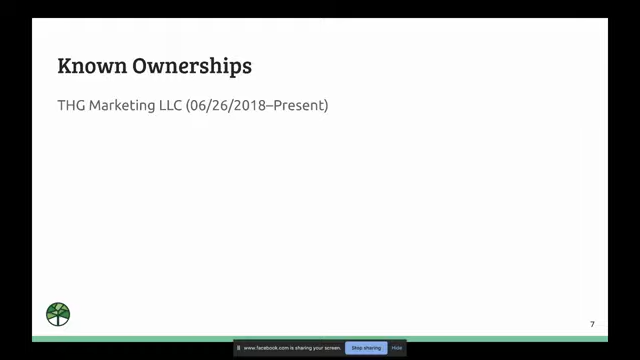 Known Ownerships
THG Marketing LLC (06/26/2018–Present)
7
www.facebook.com is sharing your screen. Stop sharing Hide